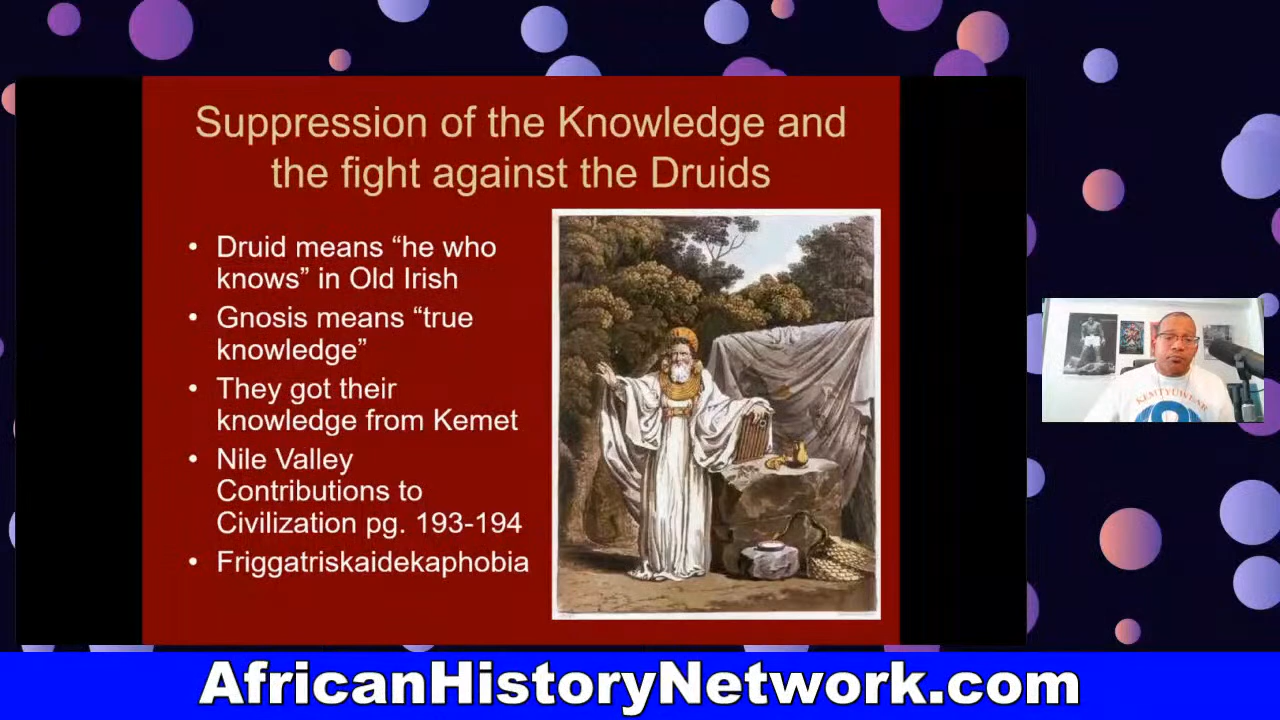 Suppression of the Knowledge and
the fight against the Druids
• Druid means “he who
knows” in Old Irish
• Gnosis means “true
knowledge”
• They got their
knowledge from Kemet
• Nile Valley
Contributions to
Civilization pg. 193-194
• Friggatriskaidekaphobia
KEMTYUWEAR
AfricanHistoryNetwork.com